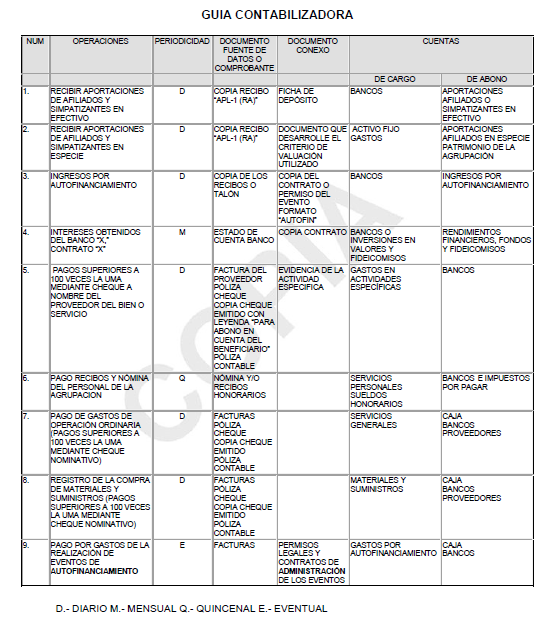 GUIA CONTABILIZADORA
NUM OPERACIONES PERIODICIDAD DOCUMENTO FUENTE DE DATOS O COMPROBANTE DOCUMENTO CONEXO CUENTAS
DE CARGO DE ABONO
1. RECIBIR APORTACIONES DE AFILIADOS Y SIMPATIZANTES EN EFECTIVO D COPIA RECIBO "APL-1 (RA)" FICHA DE DEPÓSITO BANCOS APORTACIONES AFILIADOS O SIMPATIZANTES EN EFECTIVO
2. RECIBIR APORTACIONES DE AFILIADOS Y SIMPATIZANTES EN ESPECIE D COPIA RECIBO "APL-1 (RA)" DOCUMENTO QUE DESARROLLE EL CRITERIO DE VALUACIÓN UTILIZADO ACTIVO FIJO GASTOS APORTACIONES AFILIADOS EN ESPECIE PATRIMONIO DE LA AGRUPACIÓN
3. INGRESOS POR AUTOFINANCIAMIENTO D COPIA DE LOS RECIBOS O TALÓN COPIA DEL CONTRATO O PERMISO DEL EVENTO FORMATO "AUTOFIN" BANCOS INGRESOS POR AUTOFINANCIAMIENTO
4. INTERESES OBTENIDOS DEL BANCO "X," CONTRATO "X" M ESTADO DE CUENTA BANCO COPIA CONTRATO BANCOS O INVERSIONES EN VALORES Y FIDEICOMISOS RENDIMIENTOS FINANCIEROS, FONDOS Y FIDEICOMISOS
5. PAGOS SUPERIORES A 100 VECES LA UMA MEDIANTE CHEQUE A NOMBRE DEL PROVEEDOR DEL BIEN O SERVICIO D FACTURA DEL PROVEEDOR PÓLIZA CHEQUE COPIA CHEQUE EMITIDO CON LEYENDA "PARA ABONO EN CUENTA DEL BENEFICIARIO" PÓLIZA CONTABLE EVIDENCIA DE LA ACTIVIDAD ESPECIFICA GASTOS EN ACTIVIDADES ESPECÍFICAS BANCOS
6. PAGO RECIBOS Y NÓMINA DEL PERSONAL DE LA AGRUPACION Q NÓMINA Y/O RECIBOS HONORARIOS SERVICIOS PERSONALES SUELDOS HONORARIOS BANCOS E IMPUESTOS POR PAGAR
7. PAGO DE GASTOS DE OPERACIÓN ORDINARIA (PAGOS SUPERIORES A 100 VECES LA UMA MEDIANTE CHEQUE NOMINATIVO) D FACTURAS PÓLIZA CHEQUE COPIA CHEQUE EMITIDO PÓLIZA CONTABLE SERVICIOS GENERALES CAJA BANCOS PROVEEDORES
8. REGISTRO DE LA COMPRA DE MATERIALES Y SUMINISTROS (PAGOS SUPERIORES A 100 VECES LA UMA MEDIANTE CHEQUE NOMINATIVO) D FACTURAS PÓLIZA CHEQUE COPIA CHEQUE EMITIDO PÓLIZA CONTABLE MATERIALES Y SUMINISTROS CAJA BANCOS PROVEEDORES
9. PAGO POR GASTOS DE LA REALIZACIÓN DE EVENTOS DE AUTOFINANCIAMIENTO E FACTURAS PERMISOS LEGALES Y CONTRATOS DE ADMINISTRACIÓN DE LOS EVENTOS GASTOS POR AUTOFINANCIAMIENTO CAJA BANCOS
D.- DIARIO M.- MENSUAL Q.- QUINCENAL E.- EVENTUAL
COPIA